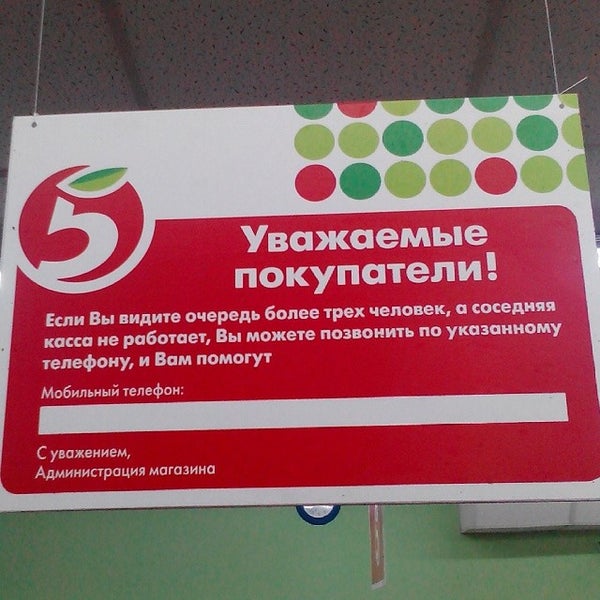 5
Уважаемые
покупатели!
Если Вы видите очередь более трех человек, а соседняя
касса не работает, Вы можете позвонить по указанному
телефону, и Вам помогут
Мобильный телефон:
С уважением,
Администрация магазина